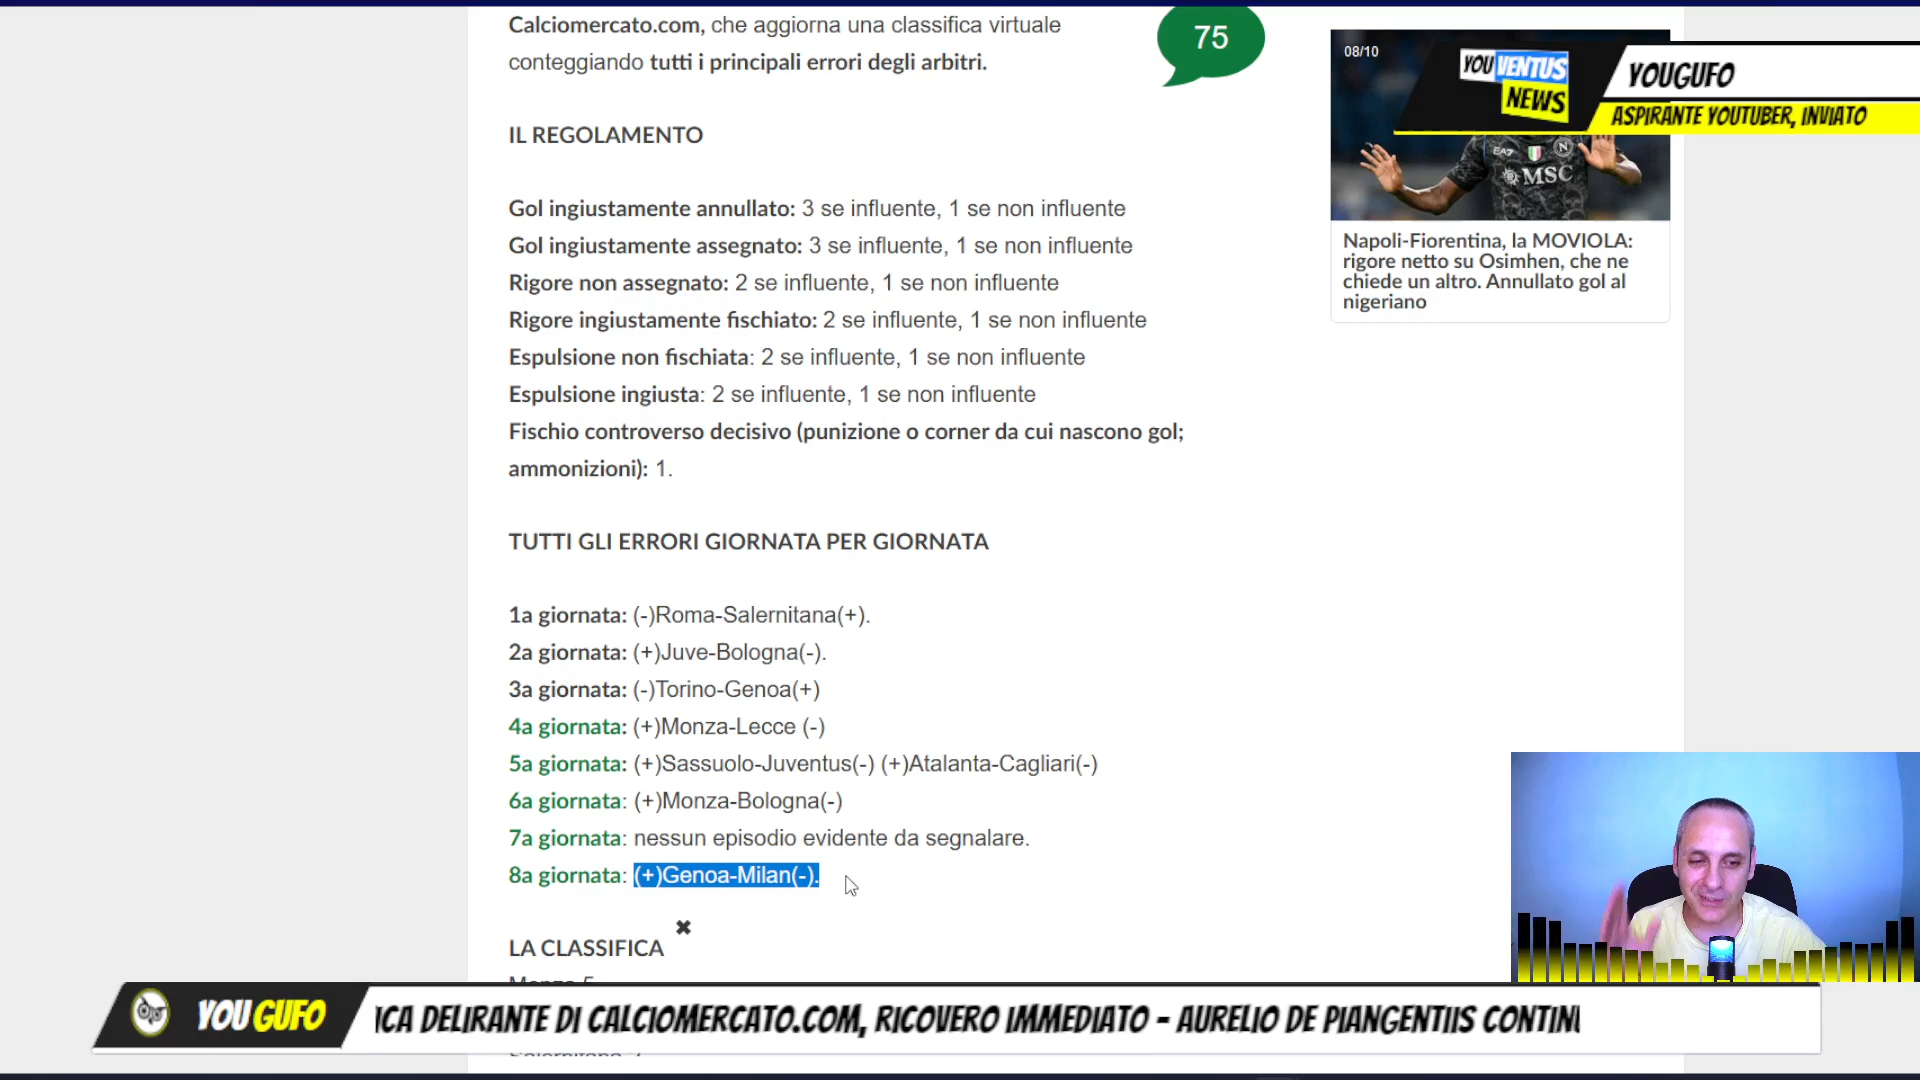 Calciomercato.com, che aggiorna una classifica virtuale
conteggiando tutti i principali errori degli arbitri.
75
IL REGOLAMENTO
Gol ingiustamente annullato: 3 se influente, 1 se non influente
Gol ingiustamente assegnato: 3 se influente, 1 se non influente
Rigore non assegnato: 2 se influente, 1 se non influente
Rigore ingiustamente fischiato: 2 se influente, 1 se non influente
Espulsione non fischiata: 2 se influente, 1 se non influente
Espulsione ingiusta: 2 se influente, 1 se non influente
Fischio controverso decisivo (punizione o corner da cui nascono gol;
ammonizioni): 1.
TUTTI GLI ERRORI GIORNATA PER GIORNATA
1a giornata: (-)Roma-Salernitana(+).
2a giornata: (+)Juve-Bologna(-).
3a giornata: (-)Torino-Genoa(+)
4a giornata: (+)Monza-Lecce (-)
5a giornata: (+)Sassuolo-Juventus(-) (+)Atalanta-Cagliari(-)
6a giornata: (+)Monza-Bologna(-)
7a giornata: nessun episodio evidente da segnalare.
8a giornata: (+)Genoa-Milan(-).
LA CLASSIFICA
08/10
YOUVENTUS
NEWS
YOUGUFO
ASPIRANTE YOUTUBER, INVIATO
EA7
N
MSC
Napoli-Fiorentina, la MOVIOLA:
rigore netto su Osimhen, che ne
chiede un altro. Annullato gol al
nigeriano
YOU GUFO
ICA DELIRANTE DI CALCIOMERCATO.COM, RICOVERO IMMEDIATO - AURELIO DE PIANGENTIIS CONTINU